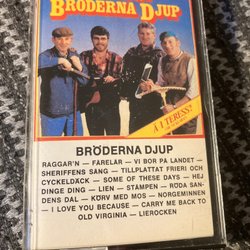 BRÖDERNA DJUP
Ä I TERESS?
BRÖDERNA DJUP
RAGGAR'N – FARELÄR – VI BOR PÅ LANDET –
SHERIFFENS SÅNG – TILLPLATTAT FRIERI OCH
CYCKELDÄCK – SOME OF THESE DAYS – HEJ
DINGE DING – LIEN – STAMPEN – RÖDA SAN-
DENS DAL – KORV MED MOS – NORGEMINNEN
– I LOVE YOU BECAUSE – CARRY ME BACK TO
OLD VIRGINIA – LIEROCKEN